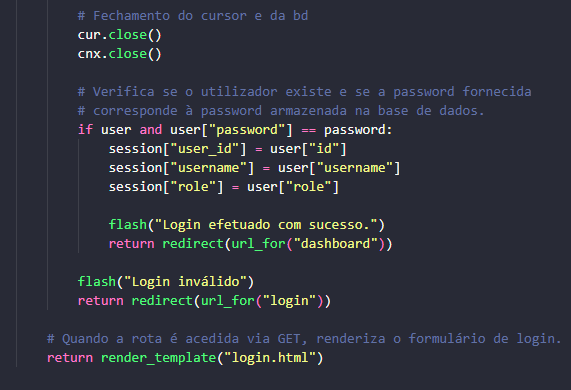 # Fechamento do cursor e da bd
cur.close()
cnx.close()
# Verifica se o utilizador existe e se a password fornecida
# corresponde à password armazenada na base de dados.
if user and user["password"] == password:
session["user_id"] = user["id"]
session["username"] = user["username"]
session["role"] = user["role"]
flash("Login efetuado com sucesso.")
return redirect(url_for("dashboard"))
flash("Login inválido")
return redirect(url_for("login"))
# Quando a rota é acedida via GET, renderiza o formulário de login.
return render_template("login.html")